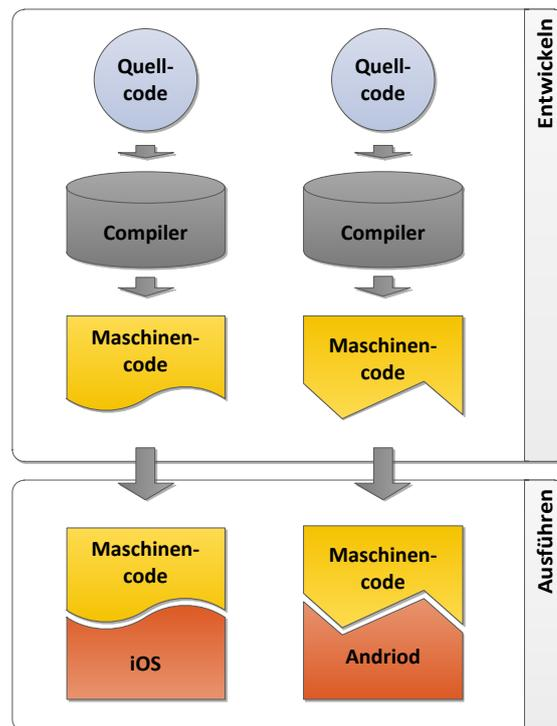 Quell-
code
Quell-
code
Compiler
Compiler
Maschinen-
code
Maschinen-
code
Entwickeln
Maschinen-
code
Maschinen-
code
iOS
Andriod
Ausführen